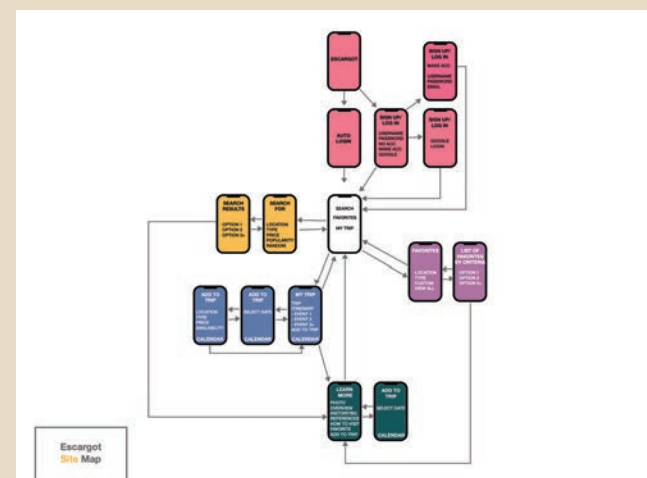 ESCARGOT
SIGN UP/
LOG IN
MAKE ACC
USERNAME
PASSWORD
EMAIL
AUTO
LOGIN
SIGN UP/
LOG IN
USERNAME
PASSWORD
NO ACC
MAKE ACC
GOOGLE
SIGN UP/
LOG IN
GOOGLE
LOGIN
SEARCH
RESULTS
OPTION 1
OPTION 2
OPTION 3+
SEARCH
FOR
LOCATION
TYPE
PRICE
POPULARITY
RANDOM
SEARCH
FAVORITES
MY TRIP
FAVORITES
LOCATION
TYPE
CUSTOM
VIEW ALL
LIST OF
FAVORITES
BY CRITERIA
OPTION 1
OPTION 2
OPTION 3+
ADD TO
TRIP
LOCATION
TYPE
PRICE
AVAILABILITY
CALENDAR
ADD TO
TRIP
SELECT DATE
CALENDAR
MY TRIP
TRIP
ITINERARY
- EVENT 1
- EVENT 2
- EVENT 3+
ADD TO TRIP
CALENDAR
LEARN
MORE
PHOTO
OVERVIEW
HISTORY/BIO
REFERENCES
HOW TO VISIT
FAVORITE
ADD TO TRIP
ADD TO
TRIP
SELECT DATE
CALENDAR
Escargot
Site Map